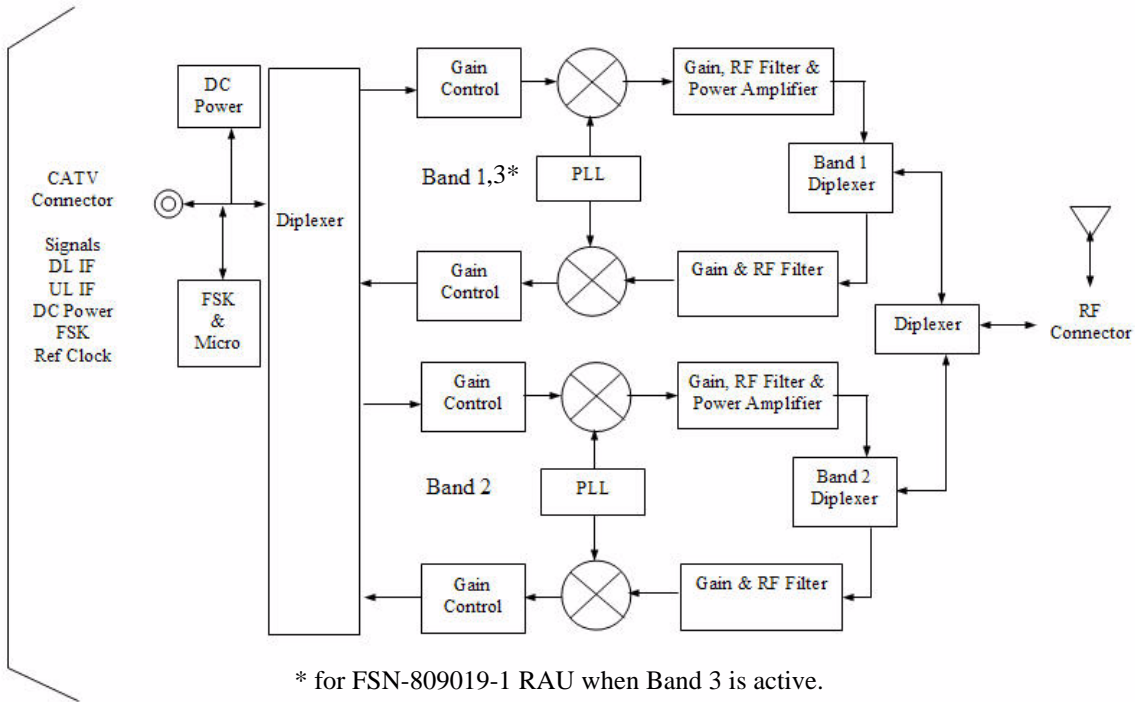 DC
Power
CATV
Connector
Signals
DL IF
UL IF
DC Power
FSK
Ref Clock
FSK
&
Micro
Diplexer
Gain
Control
Gain, RF Filter &
Power Amplifier
Band 1,3*
PLL
Band 1
Diplexer
Gain
Control
Gain & RF Filter
Diplexer
RF
Connector
Gain
Control
Gain, RF Filter &
Power Amplifier
Band 2
PLL
Band 2
Diplexer
Gain
Control
Gain & RF Filter
* for FSN-809019-1 RAU when Band 3 is active.